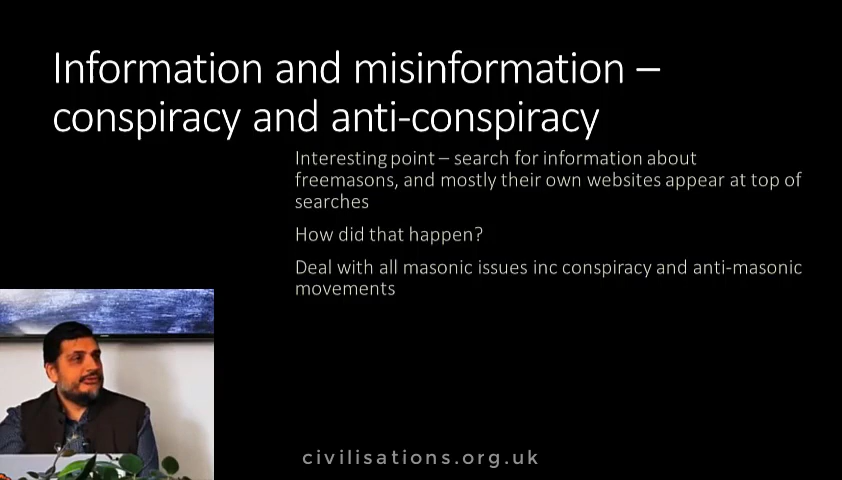 Information and misinformation –
conspiracy and anti-conspiracy
Interesting point – search for information about
freemasons, and mostly their own websites appear at top of
searches
How did that happen?
Deal with all masonic issues inc conspiracy and anti-masonic
movements
civilisations.org.uk